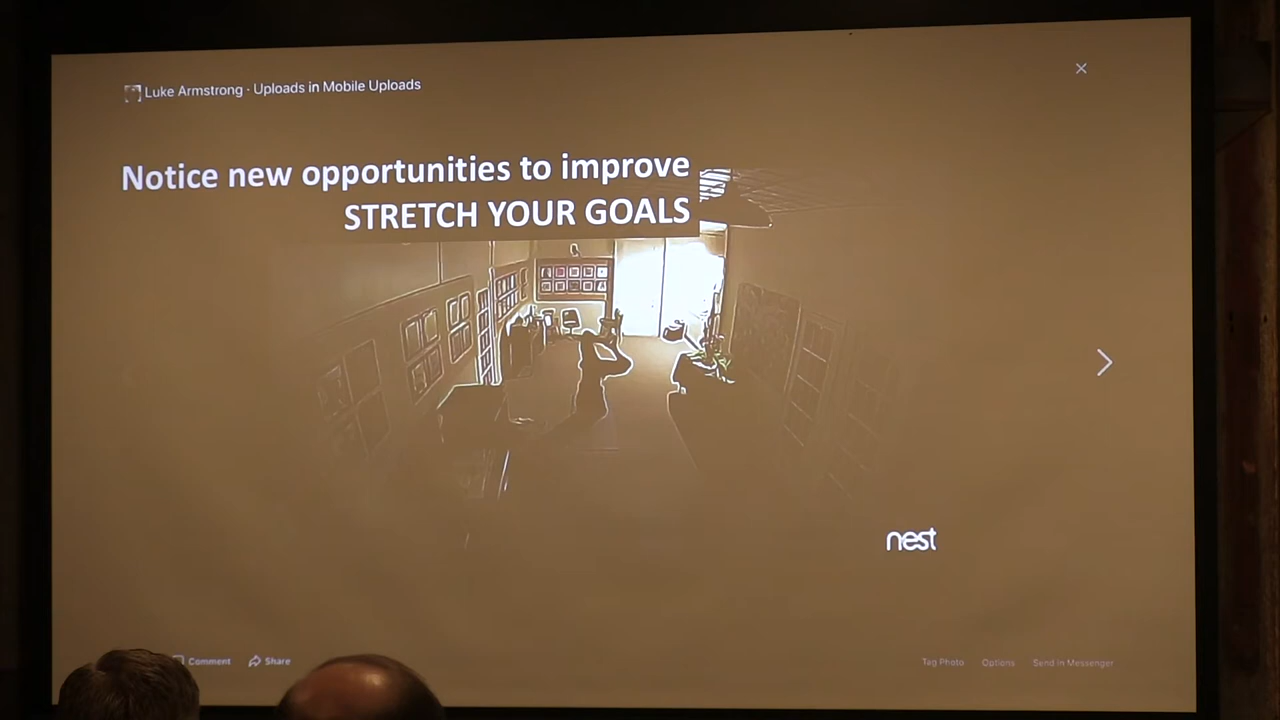 Luke Armstrong · Uploads in Mobile Uploads
Notice new opportunities to improve
STRETCH YOUR GOALS
nest
Comment
Share
Tag Photo
Options
Send in Messenger